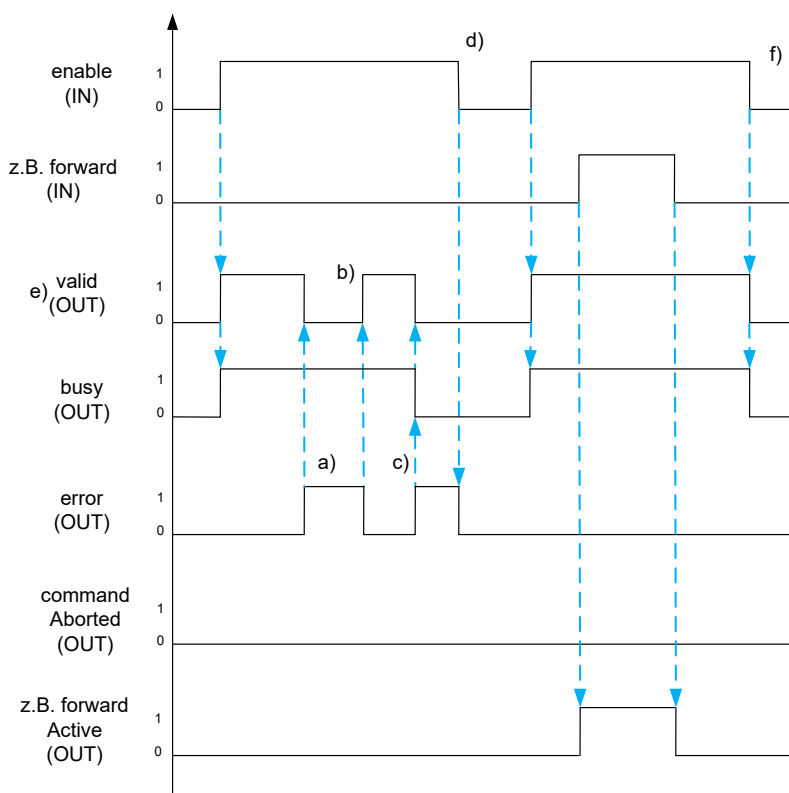 d)
f)
enable
(IN)
1
0
z.B. forward
(IN)
1
0
e) valid
(OUT)
1
0
b)
busy
(OUT)
1
0
a)
c)
error
(OUT)
1
0
command
Aborted
(OUT)
1
0
z.B. forward
Active
(OUT)
1
0